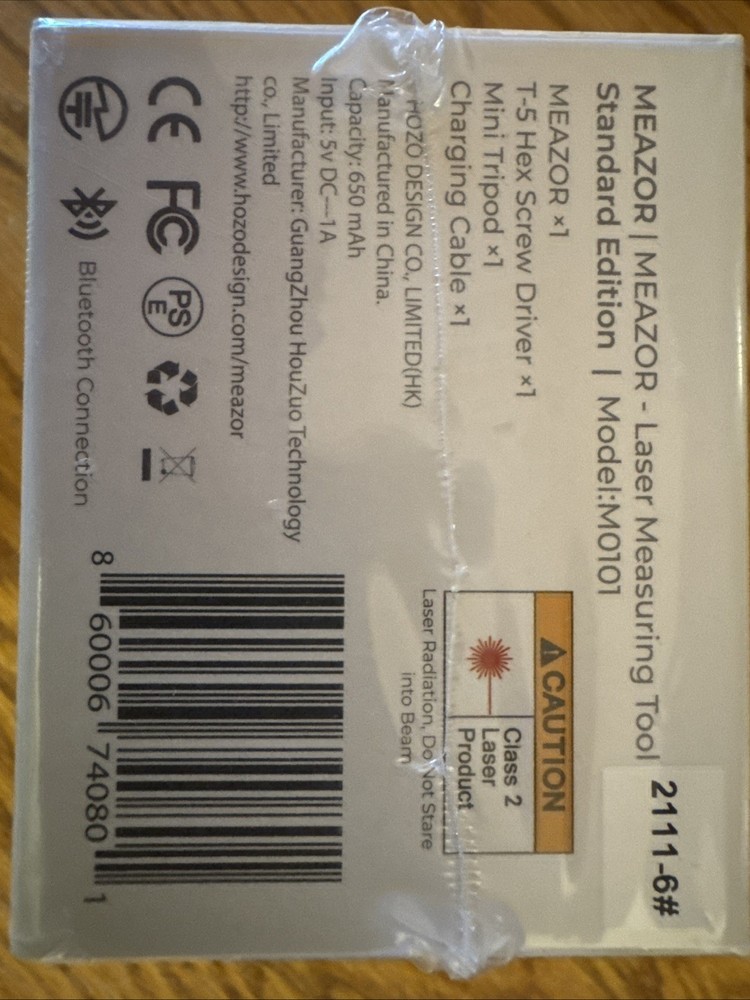 MEAZOR | MEAZOR - Laser Measuring Tool
Standard Edition | Model:M0101
2111-6#
MEAZOR ×1
T-5 Hex Screw Driver ×1
Mini Tripod ×1
Charging Cable ×1
CAUTION
Class 2
Laser
Product
Laser Radiation, Do Not Stare
into Beam
HOZO DESIGN CO., LIMITED(HK)
Manufactured in China.
Capacity: 650 mAh
Input: 5v DC⎓1A
Manufacturer: GuangZhou HouZuo Technology
co., Limited
http://www.hozodesign.com/meazor
CE FC PS E
Bluetooth Connection
8 60006 74080 1